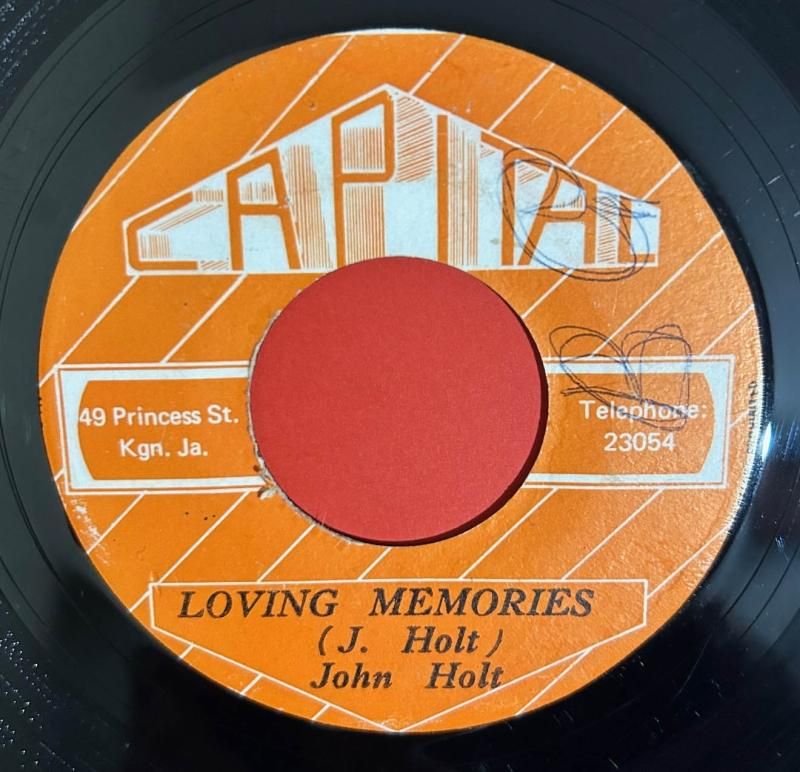 CAPITAL
49 Princess St.
Kgn. Ja.
Telephone:
23054
LOVING MEMORIES
(J. Holt)
John Holt